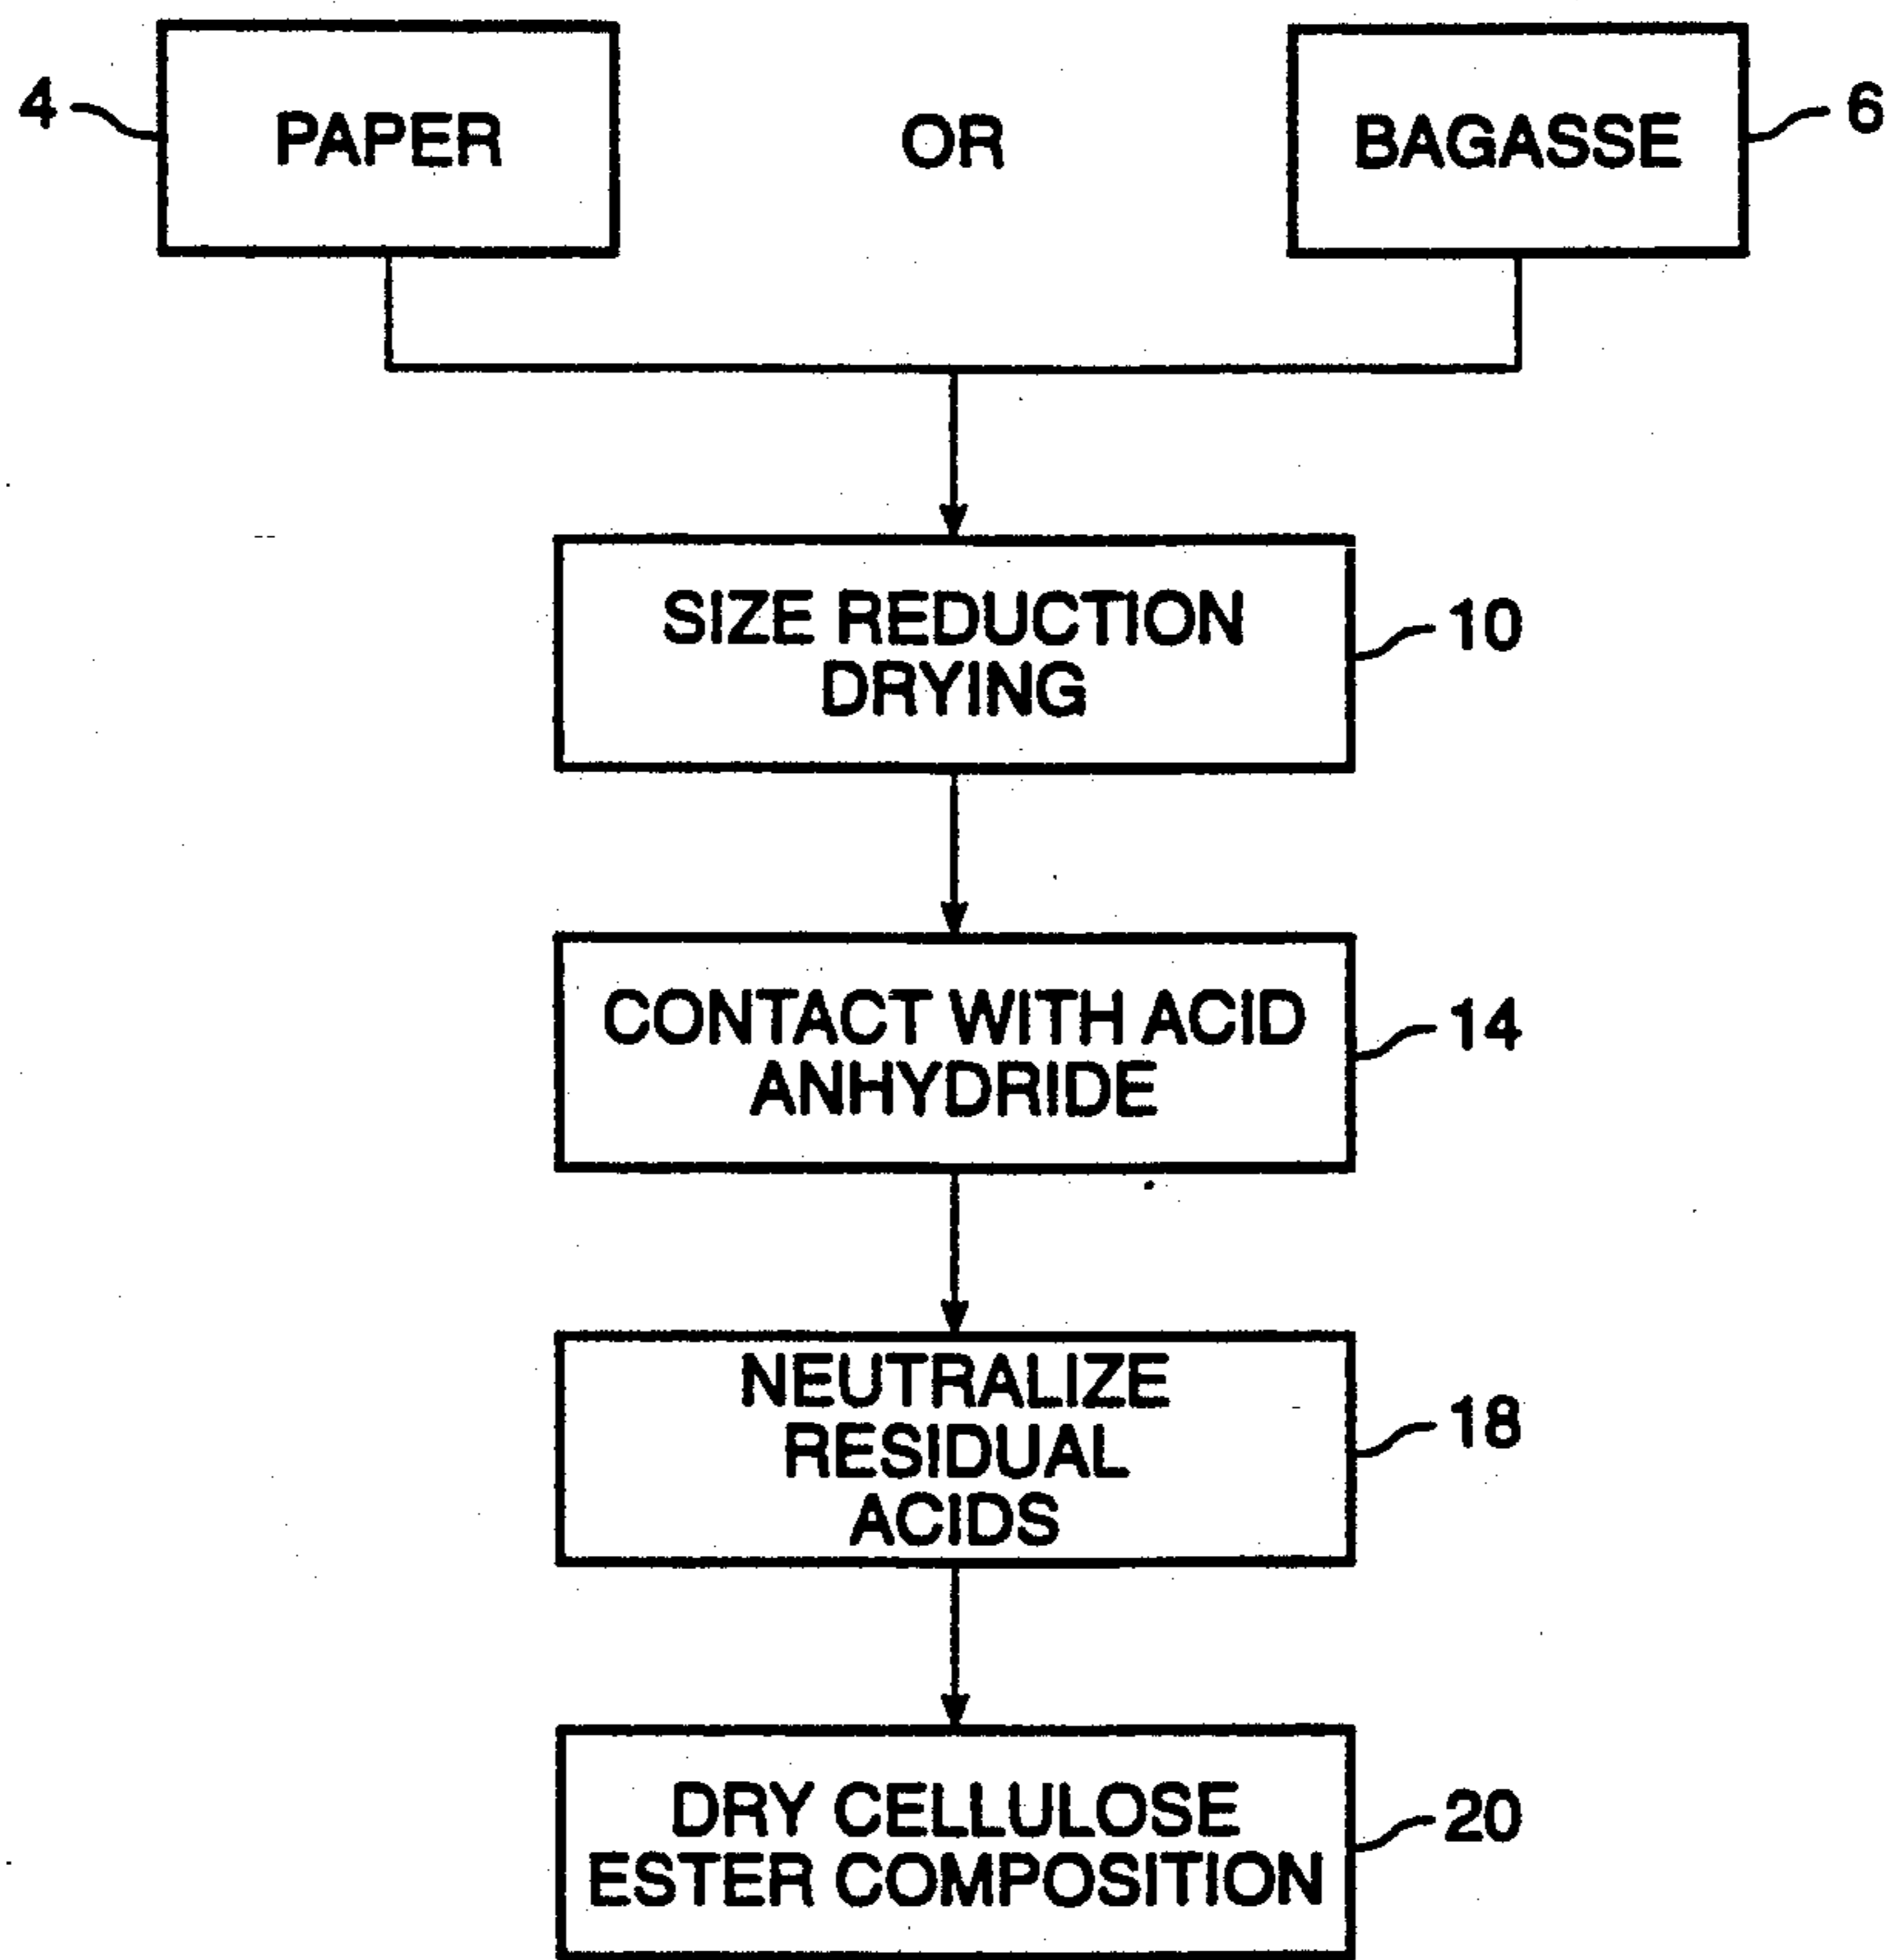 4 PAPER OR BAGASSE 6
SIZE REDUCTION
DRYING
10
CONTACT WITH ACID
ANHYDRIDE
14
NEUTRALIZE
RESIDUAL
ACIDS
18
DRY CELLULOSE
ESTER COMPOSITION
20